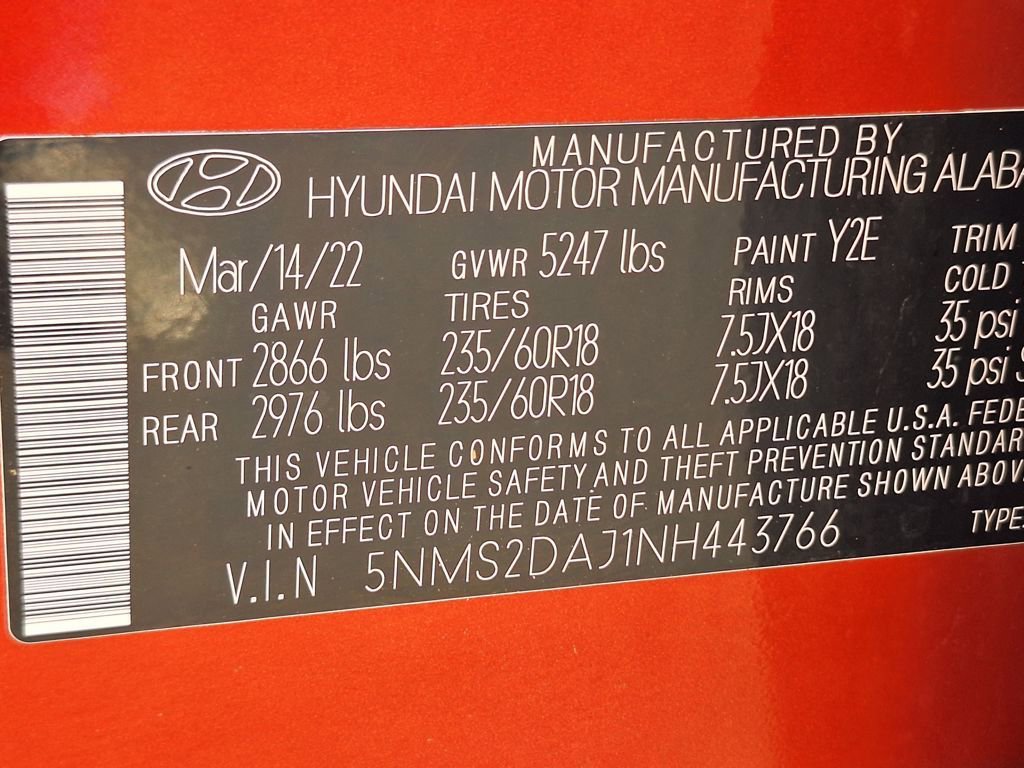 MANUFACTURED BY
HYUNDAI MOTOR MANUFACTURING ALABA
Mar/14/22 GVWR 5247 lbs PAINT Y2E TRIM
GAWR TIRES RIMS COLD
FRONT 2866 lbs 235/60R18 7.5JX18 35 psi
REAR 2976 lbs 235/60R18 7.5JX18 35 psi S
THIS VEHICLE CONFORMS TO ALL APPLICABLE U.S.A. FEDE
MOTOR VEHICLE SAFETY AND THEFT PREVENTION STANDAR
IN EFFECT ON THE DATE OF MANUFACTURE SHOWN ABOV
V.I.N 5NMS2DAJ1NH443766 TYPE: